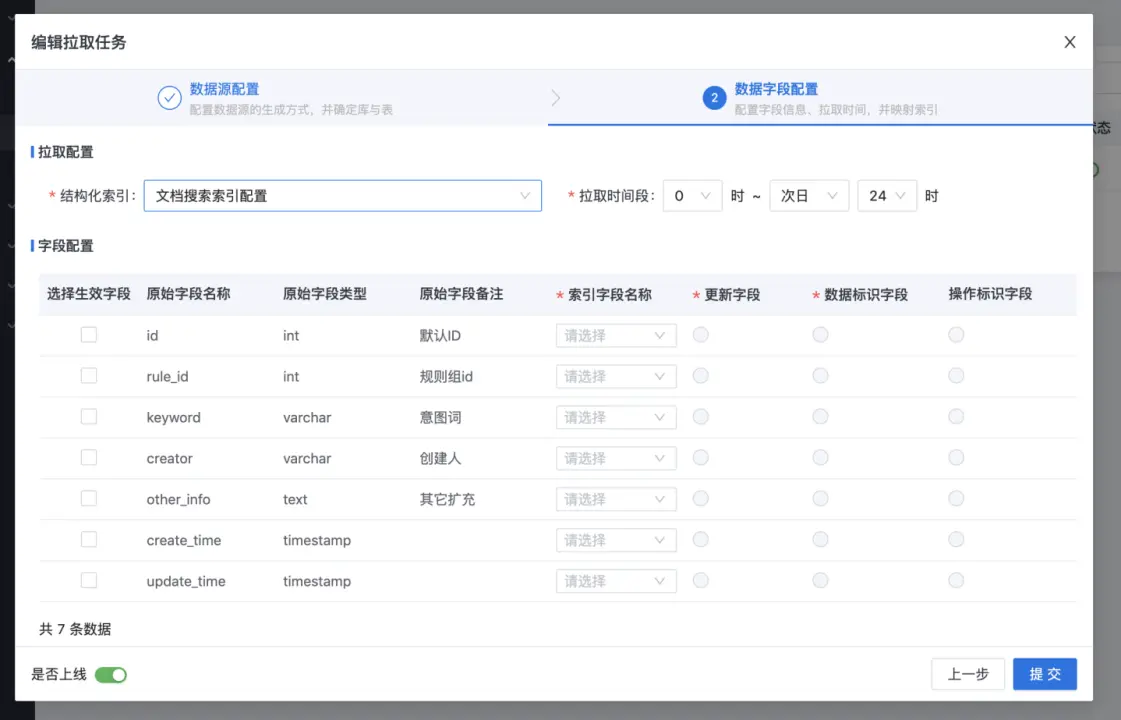 编辑拉取任务
数据源配置
配置数据源的生成方式，并确定库与表
2 数据字段配置
配置字段信息、拉取时间，并映射索引
状态
拉取配置
* 结构化索引: 文档搜索索引配置 * 拉取时间段: 0 时 ~ 次日 24 时
字段配置
选择生效字段 原始字段名称 原始字段类型 原始字段备注 * 索引字段名称 * 更新字段 * 数据标识字段 操作标识字段
id int 默认ID 请选择
rule_id int 规则组id 请选择
keyword varchar 意图词 请选择
creator varchar 创建人 请选择
other_info text 其它扩充 请选择
create_time timestamp 请选择
update_time timestamp 请选择
共 7 条数据
是否上线 上一步 提 交